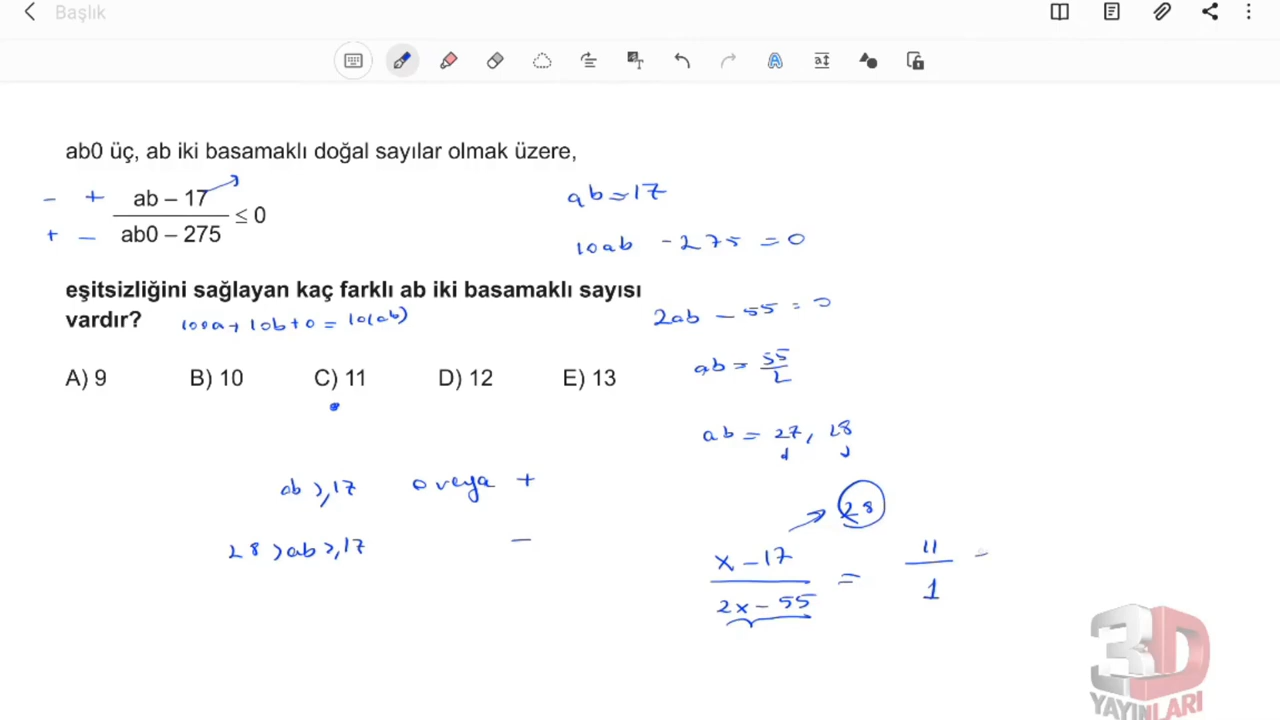 Başlık
ab0 üç, ab iki basamaklı doğal sayılar olmak üzere,
- + ab – 17
+ - ab0 – 275
≤ 0
eşitsizliğini sağlayan kaç farklı ab iki basamaklı sayısı
vardır?
100a + 10b + 0 = 10(ab)
A) 9 B) 10 C) 11 D) 12 E) 13
ab ⩾ 17 0 veya +
28 > ab ⩾ 17 -
ab = 17
10ab - 275 = 0
2ab - 55 = 0
ab = 55/2
ab = 27, 28
28
x - 17
2x - 55
= 11/1 =
3D
YAYINLARI